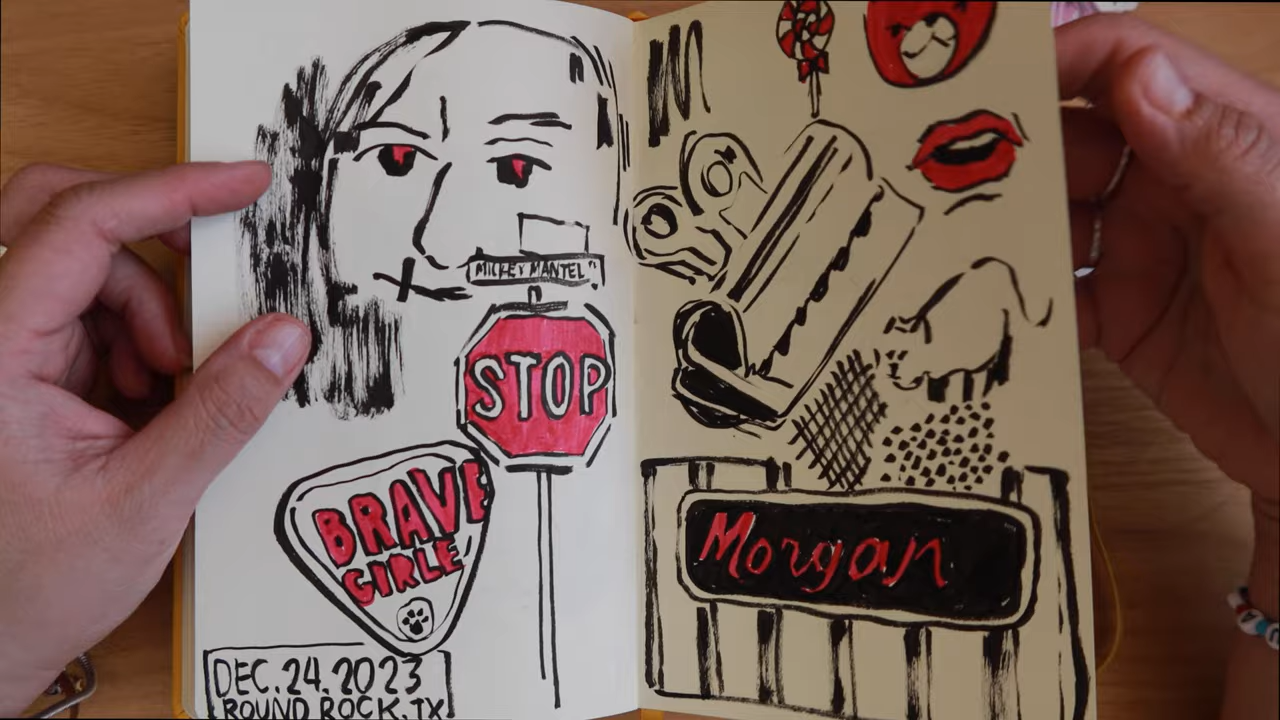 MICKEY MANTEL
STOP
BRAVE
GIRLE
DEC.24.2023
ROUND ROCK, TX
Morgan